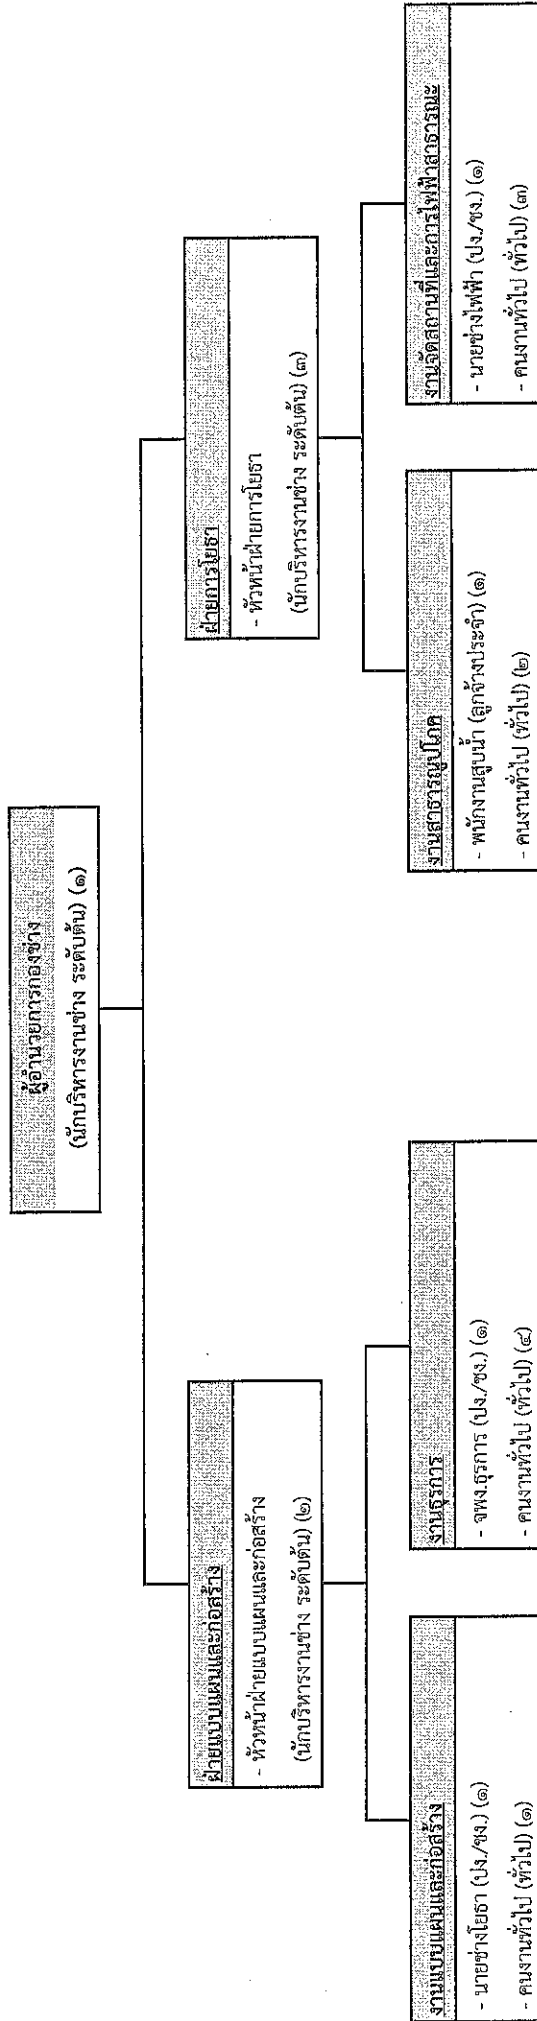 ผู้อำนวยการกองช่าง
(นักบริหารงานช่าง ระดับต้น) (๑)
ฝ่ายแบบแผนและก่อสร้าง
- หัวหน้าฝ่ายแบบแผนและก่อสร้าง
(นักบริหารงานช่าง ระดับต้น) (๒)
ฝ่ายการโยธา
- หัวหน้าฝ่ายการโยธา
(นักบริหารงานช่าง ระดับต้น) (๓)
งานแบบแผนและก่อสร้าง
- นายช่างโยธา (ปง./ชง.) (๑)
- คนงานทั่วไป (ทั่วไป) (๑)
งานธุรการ
- จพง.ธุรการ (ปง./ชง.) (๑)
- คนงานทั่วไป (ทั่วไป) (๔)
งานสาธารณูปโภค
- พนักงานสูบน้ำ (ลูกจ้างประจำ) (๑)
- คนงานทั่วไป (ทั่วไป) (๒)
งานจัดสถานที่และการไฟฟ้าสาธารณะ
- นายช่างไฟฟ้า (ปง./ชง.) (๑)
- คนงานทั่วไป (ทั่วไป) (๓)